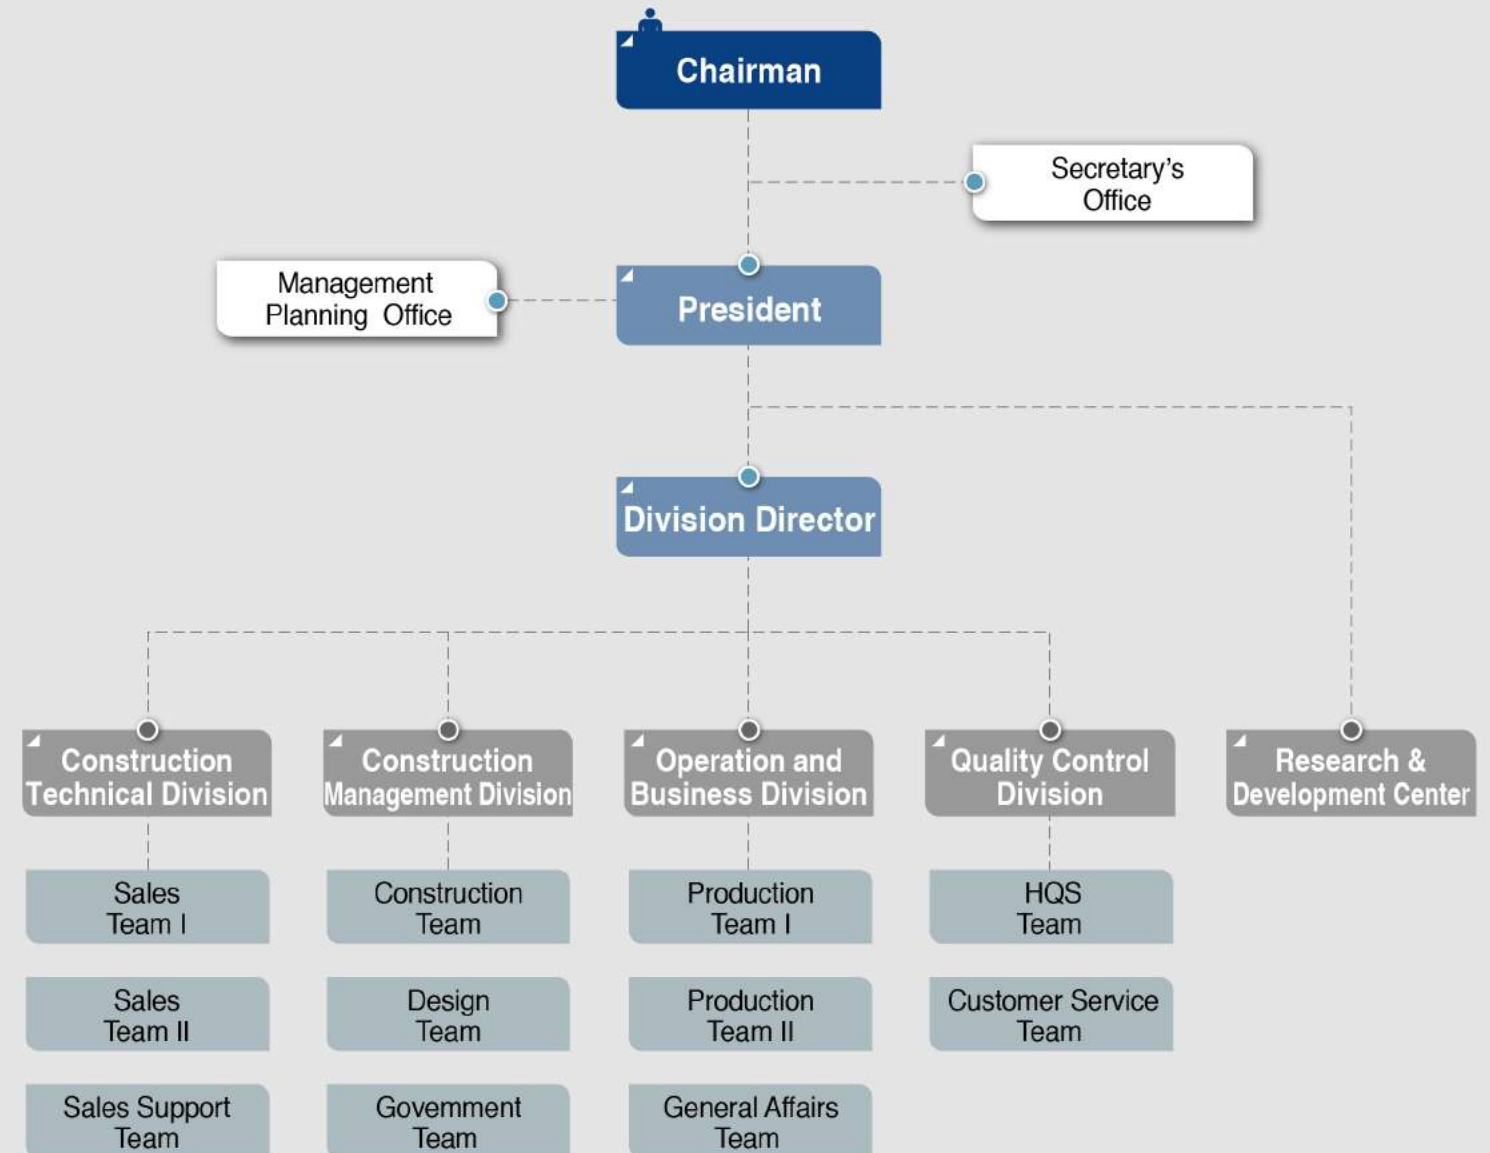 Chairman
Secretary’s
Office
Management
Planning Office
President
Division Director
Construction
Technical Division
Construction
Management Division
Operation and
Business Division
Quality Control
Division
Research &
Development Center
Sales
Team I
Construction
Team
Production
Team I
HQS
Team
Sales
Team II
Design
Team
Production
Team II
Customer Service
Team
Sales Support
Team
Government
Team
General Affairs
Team